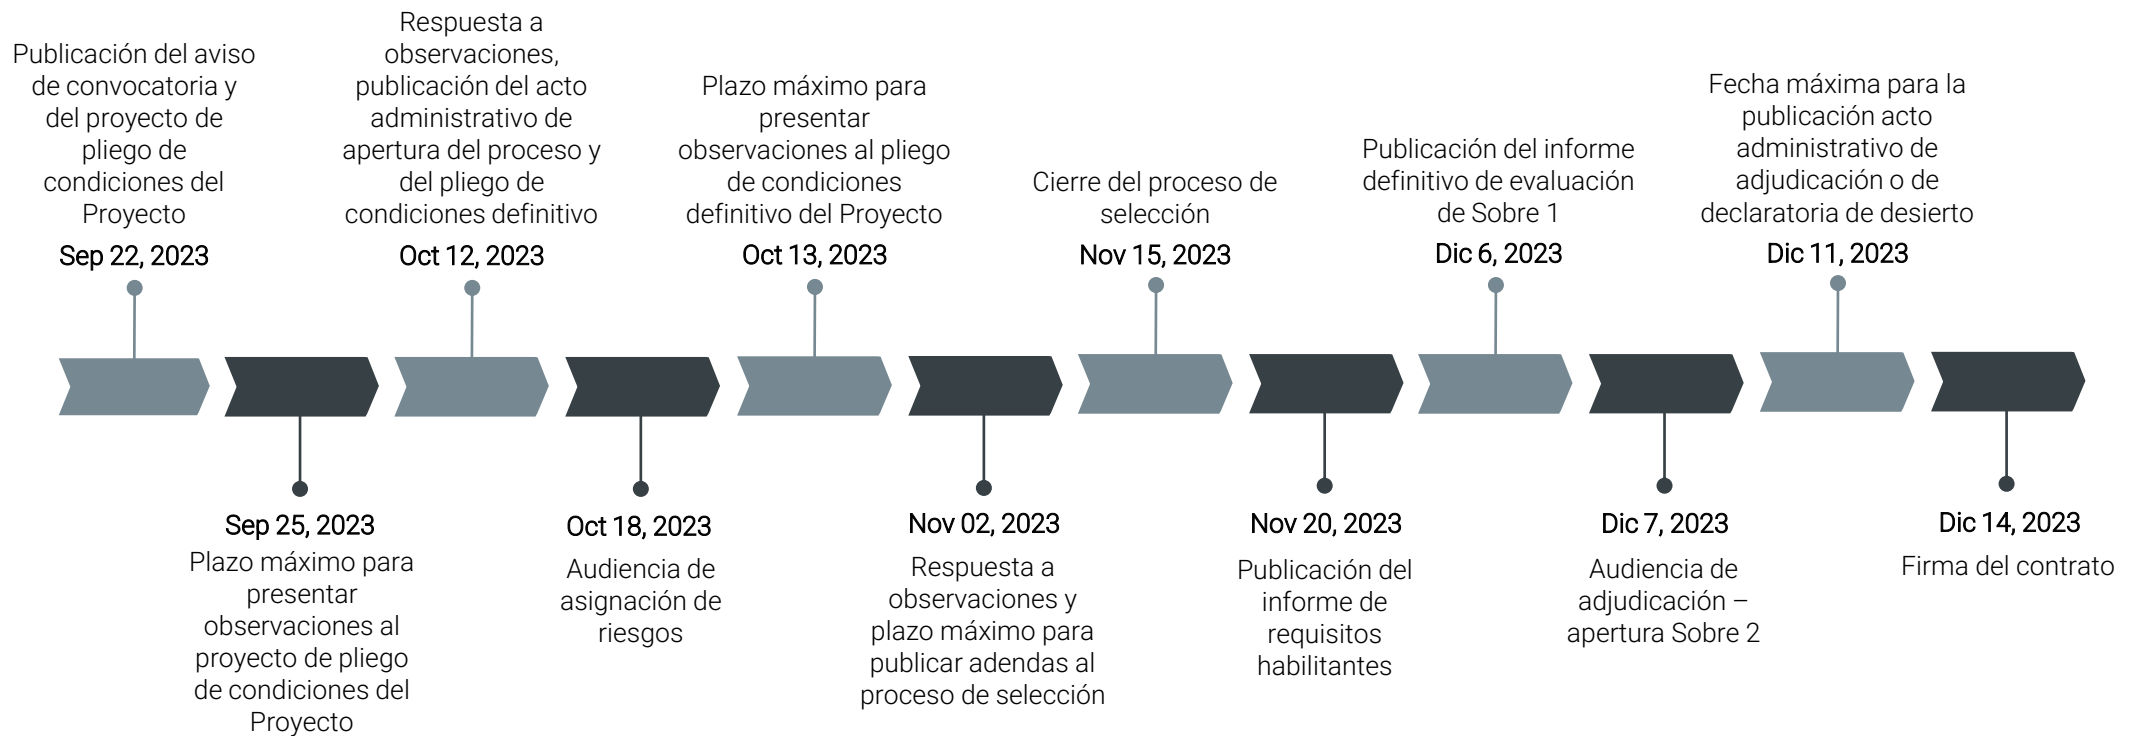 Publicación del aviso
de convocatoria y
del proyecto de
pliego de
condiciones del
Proyecto
Sep 22, 2023
Sep 25, 2023
Plazo máximo para
presentar
observaciones al
proyecto de pliego
de condiciones del
Proyecto
Respuesta a
observaciones,
publicación del acto
administrativo de
apertura del proceso y
del pliego de
condiciones definitivo
Oct 12, 2023
Oct 18, 2023
Audiencia de
asignación de
riesgos
Plazo máximo para
presentar
observaciones al pliego
de condiciones
definitivo del Proyecto
Oct 13, 2023
Nov 02, 2023
Respuesta a
observaciones y
plazo máximo para
publicar adendas al
proceso de selección
Cierre del proceso de
selección
Nov 15, 2023
Nov 20, 2023
Publicación del
informe de
requisitos
habilitantes
Publicación del informe
definitivo de evaluación
de Sobre 1
Dic 6, 2023
Dic 7, 2023
Audiencia de
adjudicación –
apertura Sobre 2
Fecha máxima para la
publicación acto
administrativo de
adjudicación o de
declaratoria de desierto
Dic 11, 2023
Dic 14, 2023
Firma del contrato